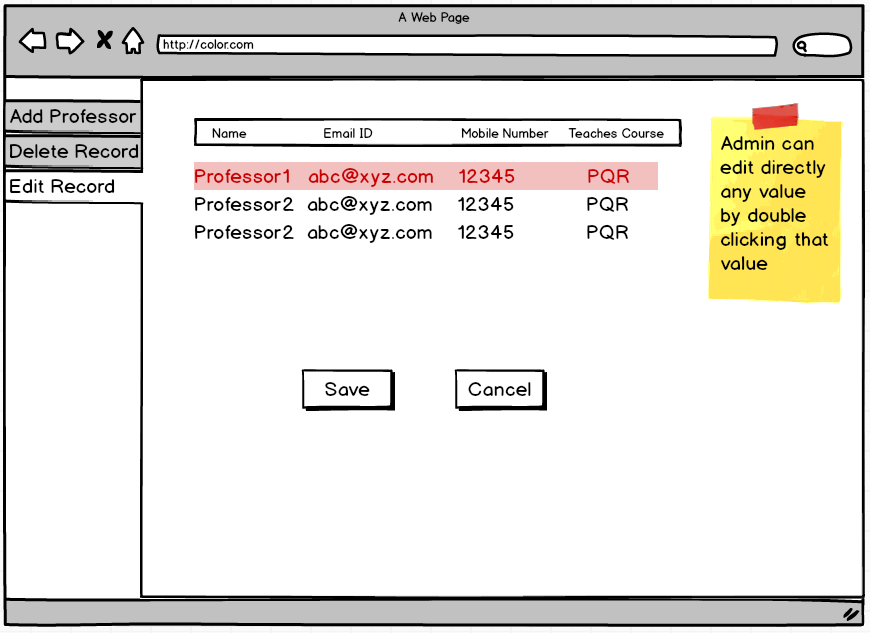 A Web Page
http://color.com
Add Professor
Delete Record
Edit Record
Name Email ID Mobile Number Teaches Course
Professor1 abc@xyz.com 12345 PQR
Professor2 abc@xyz.com 12345 PQR
Professor2 abc@xyz.com 12345 PQR
Admin can
edit directly
any value
by double
clicking that
value
Save Cancel